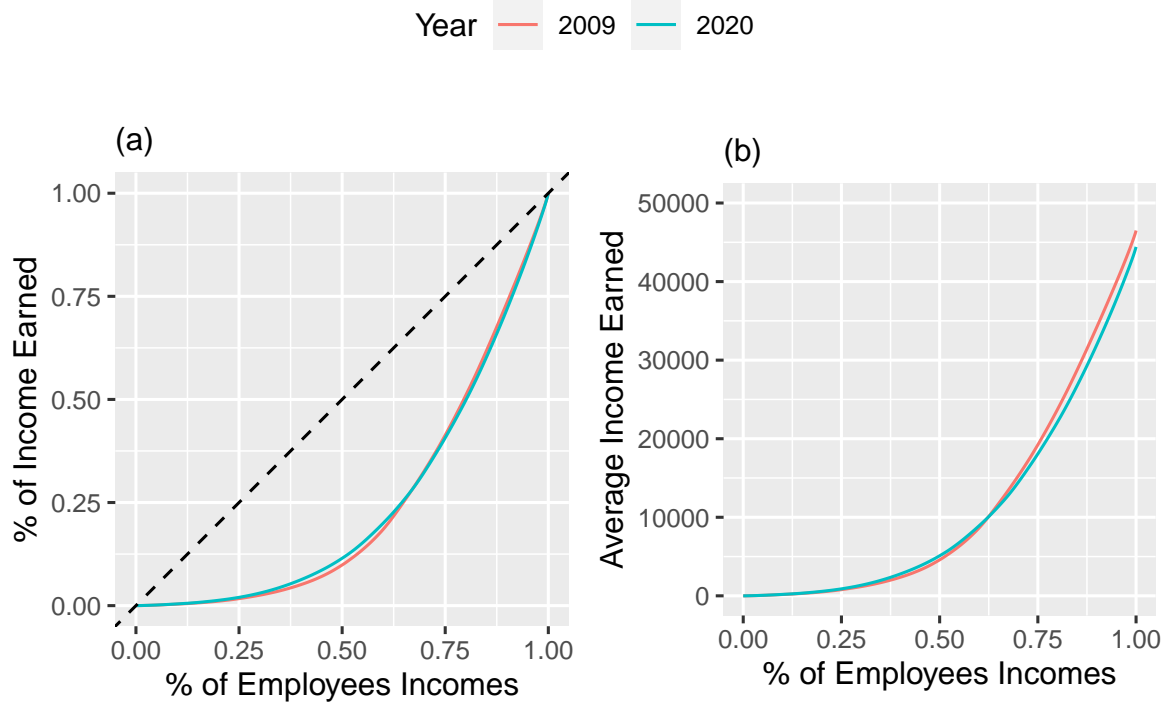 Year 2009 2020
(a)
1.00
0.75
0.50
0.25
0.00
% of Income Earned
0.00 0.25 0.50 0.75 1.00
% of Employees Incomes
(b)
50000
40000
30000
20000
10000
0
Average Income Earned
0.00 0.25 0.50 0.75 1.00
% of Employees Incomes